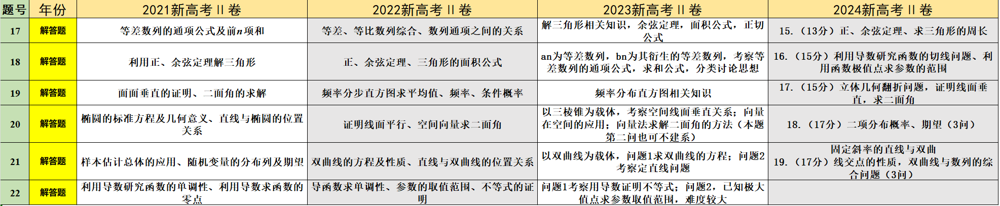 题号 年份 2021新高考Ⅱ卷 2022新高考Ⅱ卷 2023新高考Ⅱ卷 2024新高考Ⅱ卷
17 解答题 等差数列的通项公式及前n项和 等差、等比数列综合、数列通项之间的关系 解三角形相关知识，余弦定理，面积公式，正切
公式 15.（13分）正、余弦定理、求三角形的周长
18 解答题 利用正、余弦定理解三角形 正、余弦定理、三角形的面积公式 an为等差数列，bn为其衍生的等差数列，考察等
差数列的通项公式，求和公式，分类讨论思想 16.（15分）利用导数研究函数的切线问题、利
用函数极值点求参数的范围
19 解答题 面面垂直的证明、二面角的求解 频率分步直方图求平均值、频率、条件概率 频率分布直方图相关知识 17.（15分）立体几何翻折问题，证明线面垂
直，求二面角
20 解答题 椭圆的标准方程及几何意义、直线与椭圆的位置
关系 证明线面平行、空间向量求二面角 以三棱锥为载体，考察空间线面垂直关系；向量
在空间的应用；向量法求解二面角的方法（本题
第二问也可不建系） 18.（17分）二项分布概率、期望（3问）
21 解答题 样本估计总体的应用、随机变量的分布列及期望 双曲线的方程及性质、直线与双曲线的位置关系 以双曲线为载体，问题1求双曲线的方程；问题2
考察定直线问题 固定斜率的直线与双曲
19.（17分）线交点的性质，双曲线与数列的综
合问题（3问）
22 解答题 利用导数研究函数的单调性、利用导数求函数的
零点 导函数求单调性、参数的取值范围、不等式的证
明 问题1考察用导数证明不等式；问题2，已知极大
值点求参数取值范围，难度较大